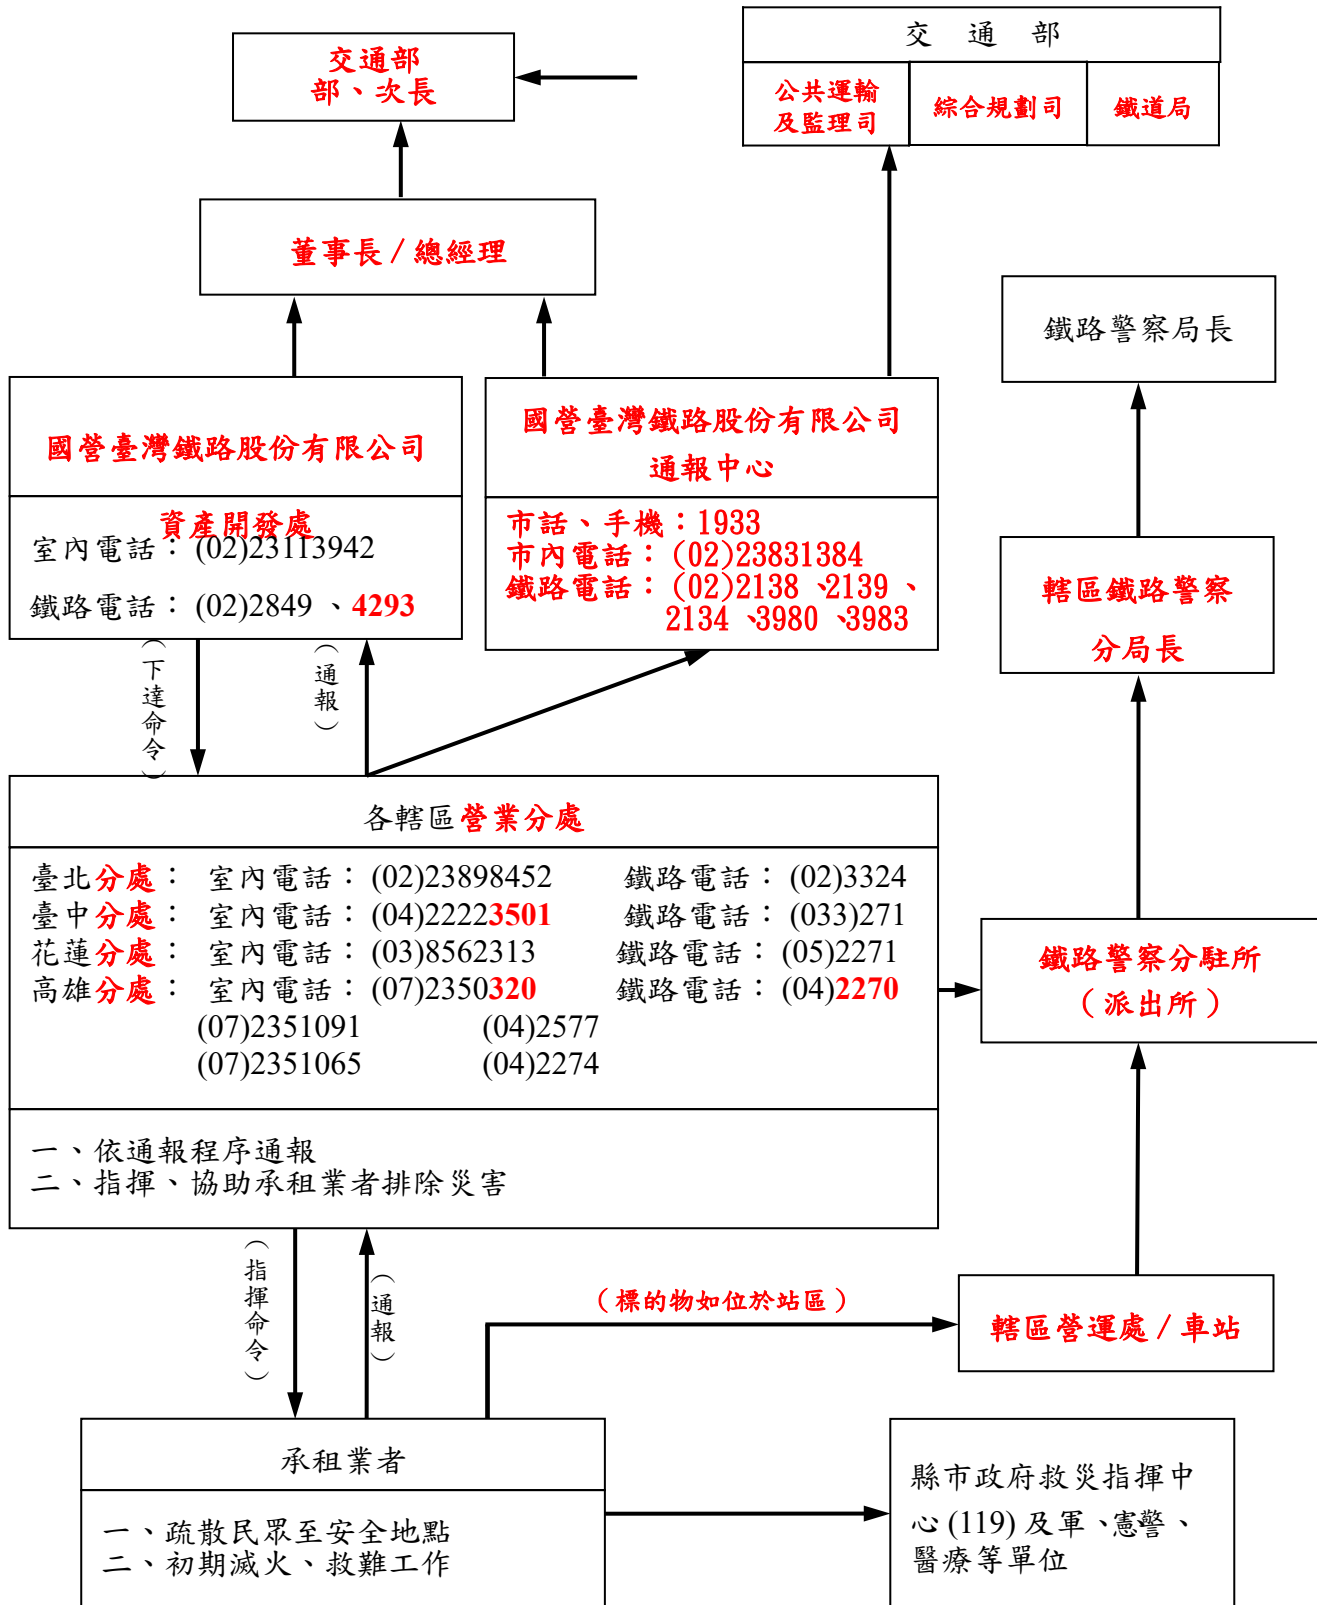 交通部
部、次長
交通部
公共運輸
及監理司
綜合規劃司
鐵道局
董事長/總經理
鐵路警察局長
國營臺灣鐵路股份有限公司
資產開發處
室內電話：(02)23113942
鐵路電話：(02)2849、4293
國營臺灣鐵路股份有限公司
通報中心
市話、手機：1933
市內電話：(02)23831384
鐵路電話：(02)2138、2139、
2134、3980、3983
轄區鐵路警察
分局長
（下達命令）
（通報）
各轄區營業分處
臺北分處： 室內電話：(02)23898452 鐵路電話：(02)3324
臺中分處： 室內電話：(04)22223501 鐵路電話：(033)271
花蓮分處： 室內電話：(03)8562313 鐵路電話：(05)2271
高雄分處： 室內電話：(07)2350320 鐵路電話：(04)2270
(07)2351091 (04)2577
(07)2351065 (04)2274
一、依通報程序通報
二、指揮、協助承租業者排除災害
鐵路警察分駐所
（派出所）
（指揮命令）
（通報）
（標的物如位於站區）
轄區營運處/車站
承租業者
一、疏散民眾至安全地點
二、初期滅火、救難工作
縣市政府救災指揮中
心(119)及軍、憲警、
醫療等單位